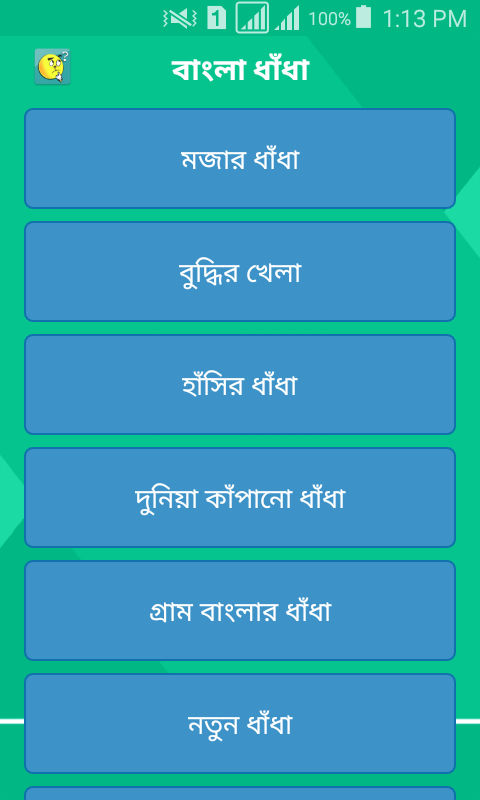 1 100% 1:13 PM
বাংলা ধাঁধা
মজার ধাঁধা
বুদ্ধির খেলা
হাঁসির ধাঁধা
দুনিয়া কাঁপানো ধাঁধা
গ্রাম বাংলার ধাঁধা
নতুন ধাঁধা